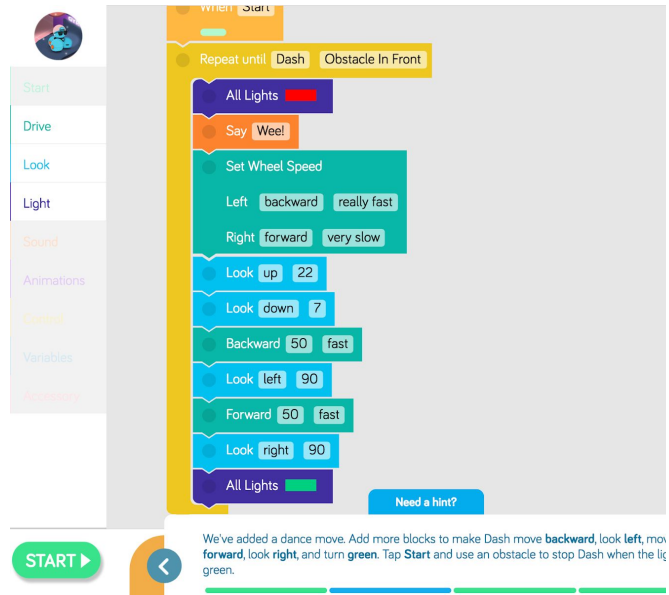 When Start
Repeat until Dash Obstacle In Front
Start
All Lights
Drive
Say Wee!
Look
Set Wheel Speed
Light
Left backward really fast
Sound
Right forward very slow
Animations
Look up 22
Look down 7
Variables
Backward 50 fast
Accessory
Look left 90
Forward 50 fast
Look right 90
All Lights
Need a hint?
START
We've added a dance move. Add more blocks to make Dash move backward, look left, mov
forward, look right, and turn green. Tap Start and use an obstacle to stop Dash when the lig
green.